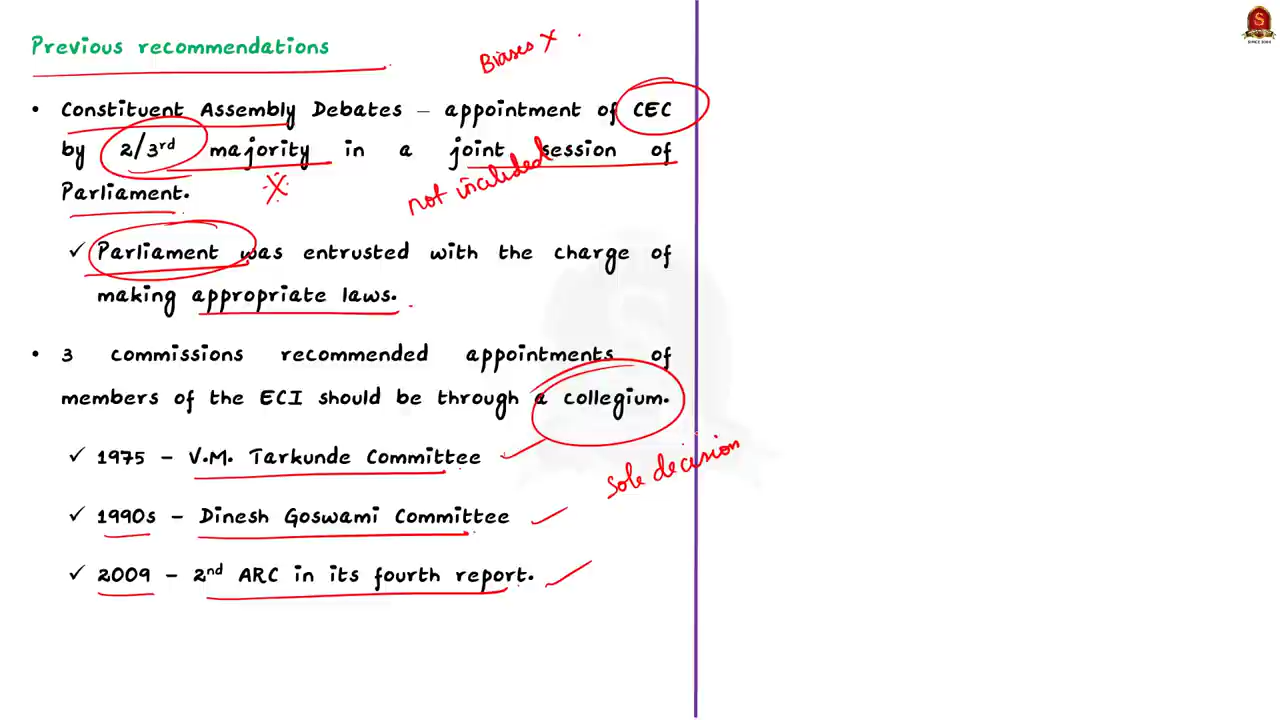 Previous recommendations
Biases X
• Constituent Assembly Debates – appointment of CEC
by 2/3rd majority in a joint session of
Parliament.
X
not included
✓ Parliament was entrusted with the charge of
making appropriate laws.
• 3 commissions recommended appointments of
members of the ECI should be through a collegium.
✓ 1975 – V.M. Tarkunde Committee
Sole decision
✓ 1990s – Dinesh Goswami Committee
✓ 2009 – 2nd ARC in its fourth report.
S